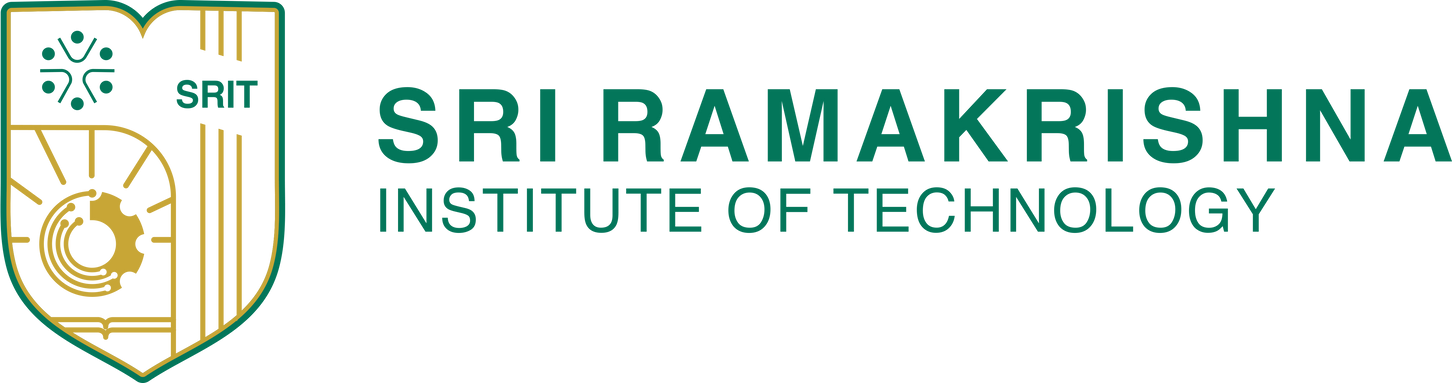 SRIT
SRI RAMAKRISHNA
INSTITUTE OF TECHNOLOGY